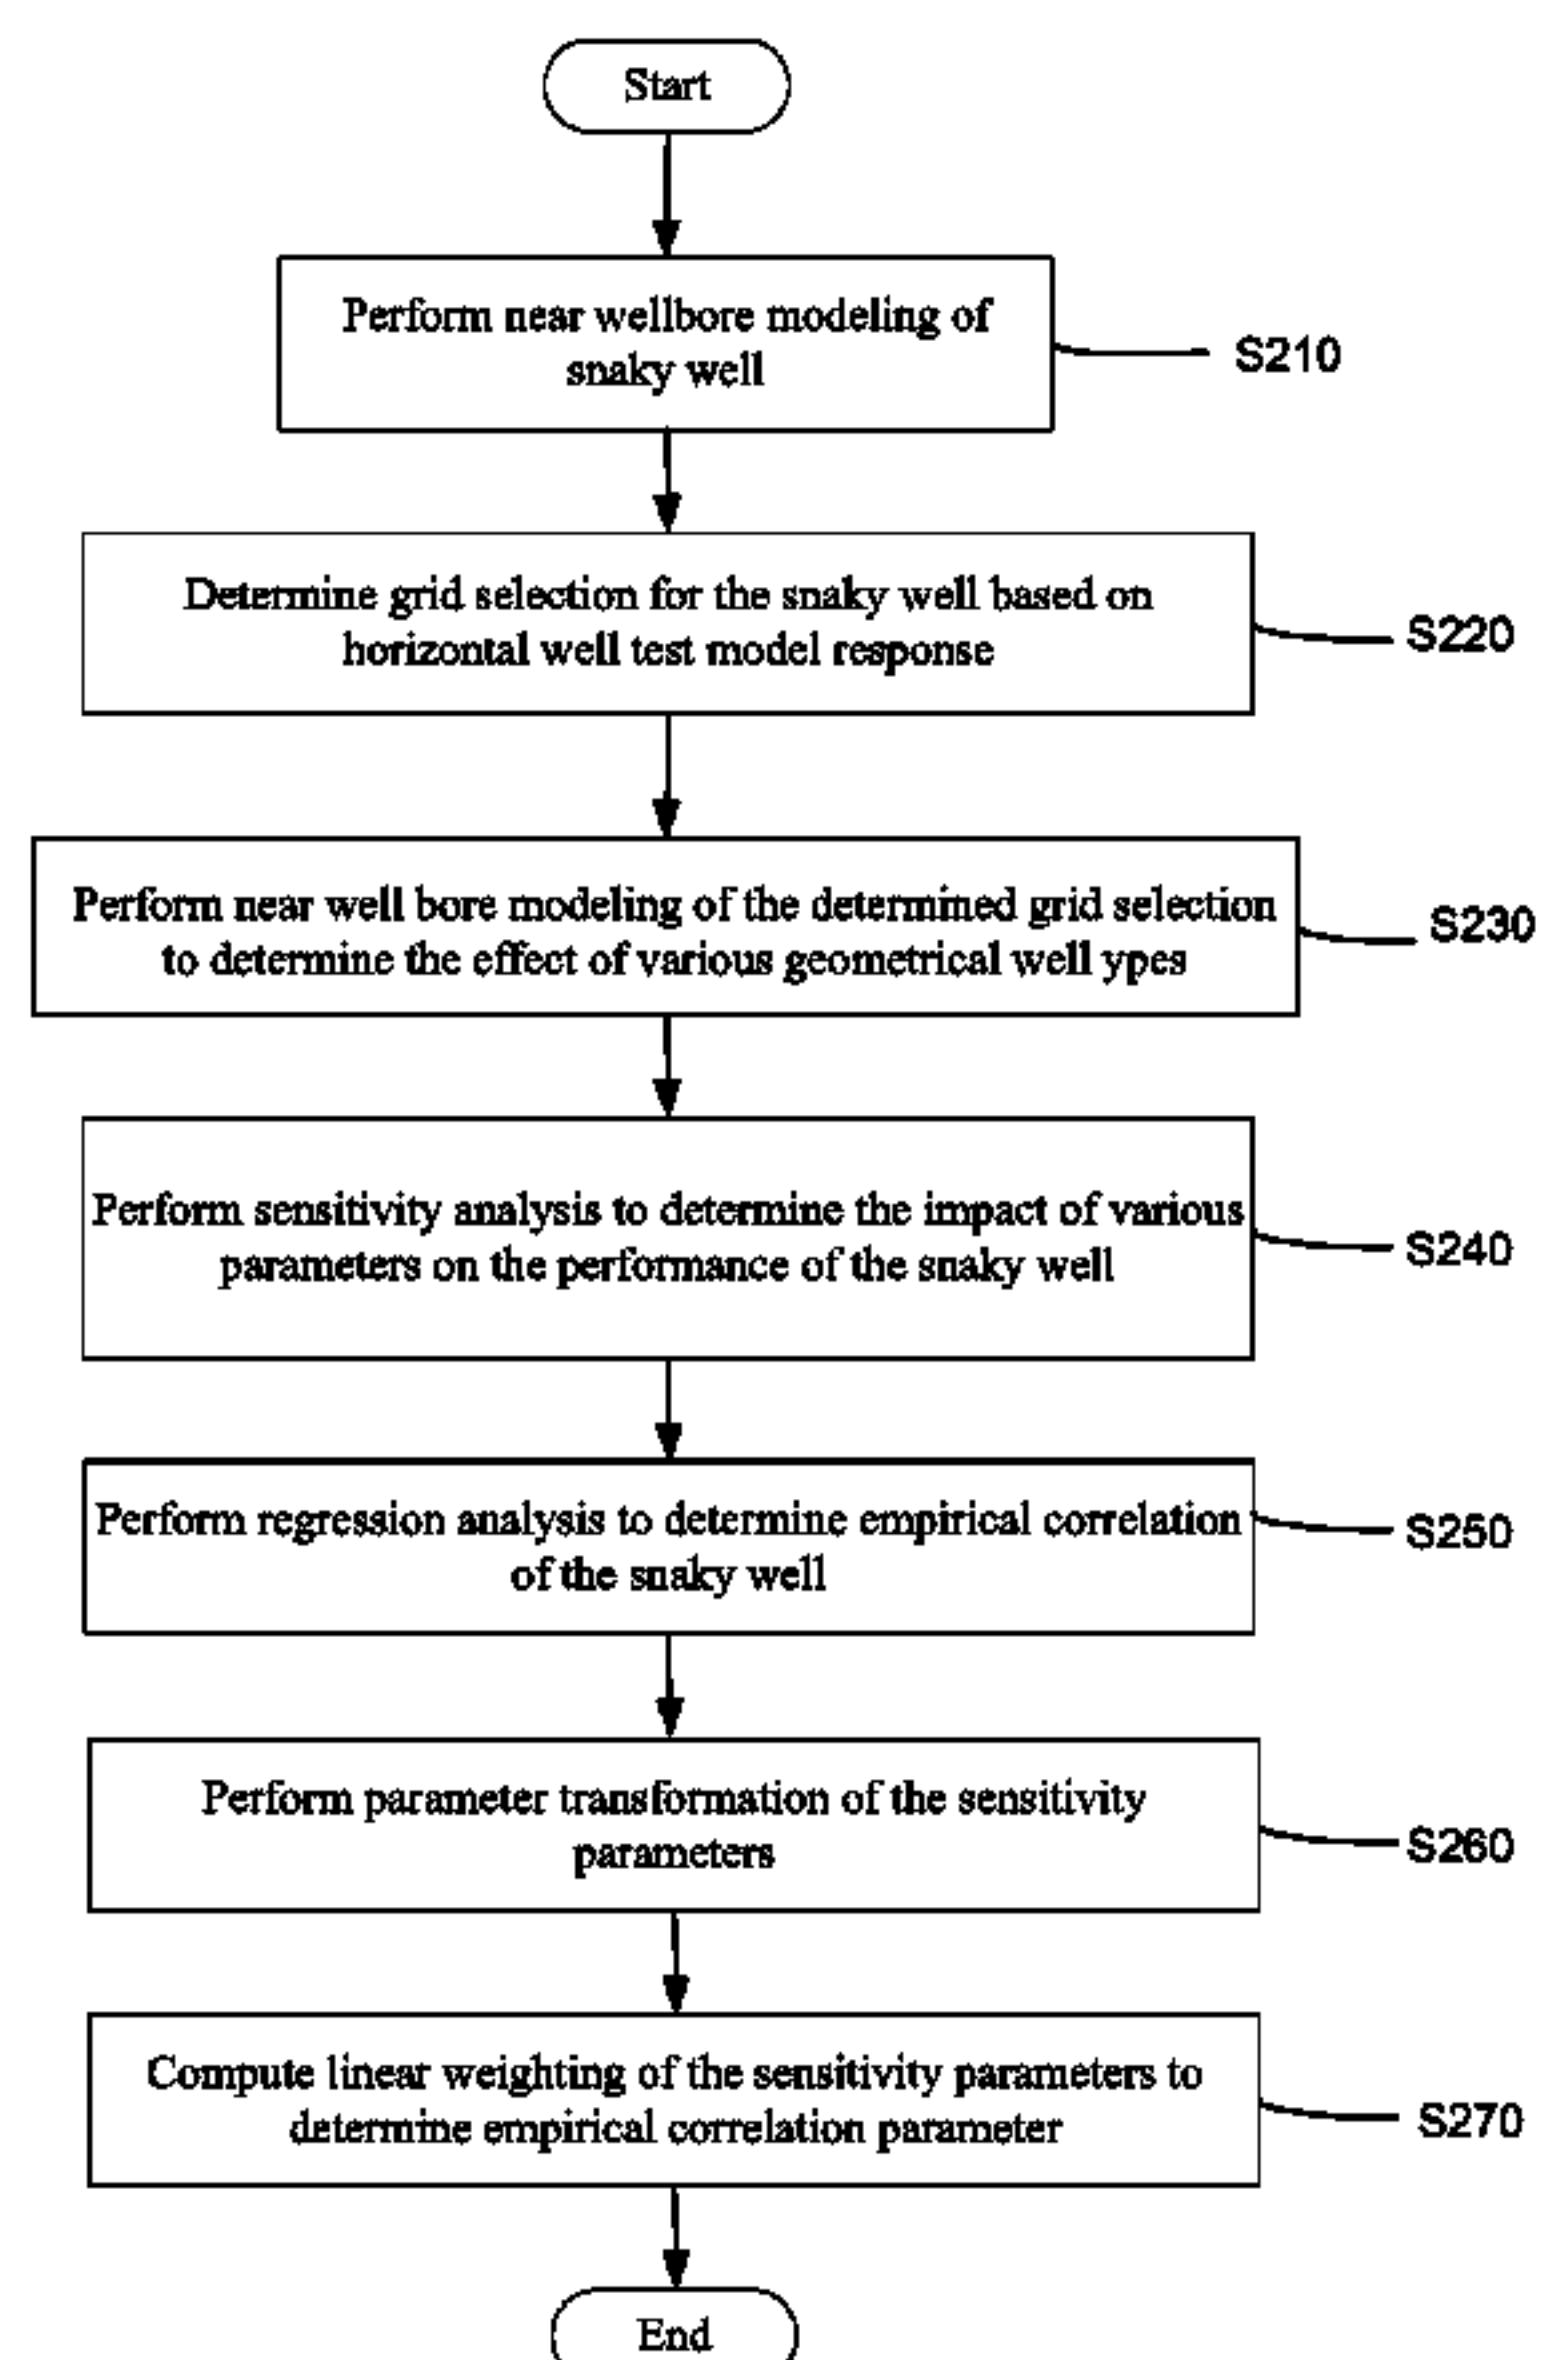 Start
Perform near wellbore modeling of
snaky well
S210
Determine grid selection for the snaky well based on
horizontal well test model response
S220
Perform near well bore modeling of the determined grid selection
to determine the effect of various geometrical well ypes
S230
Perform sensitivity analysis to determine the impact of various
parameters on the performance of the snaky well
S240
Perform regression analysis to determine empirical correlation
of the snaky well
S250
Perform parameter transformation of the sensitivity
parameters
S260
Compute linear weighting of the sensitivity parameters to
determine empirical correlation parameter
S270
End